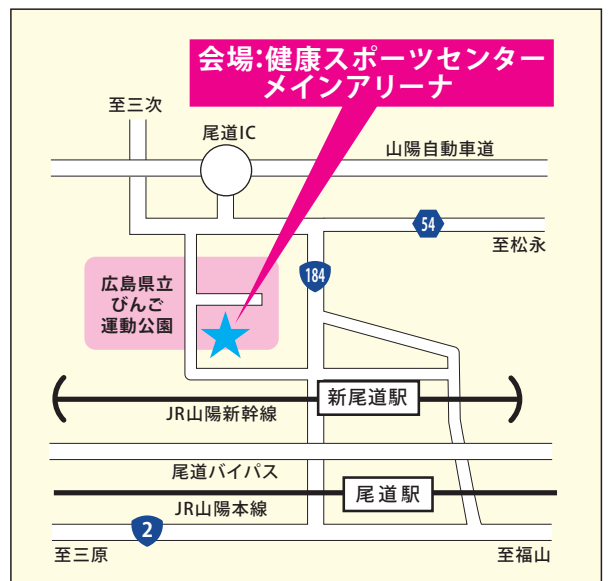 会場:健康スポーツセンター
メインアリーナ
至三次
尾道IC
山陽自動車道
54
至松永
広島県立
びんご
運動公園
184
新尾道駅
JR山陽新幹線
尾道バイパス
尾道駅
JR山陽本線
2
至三原
至福山